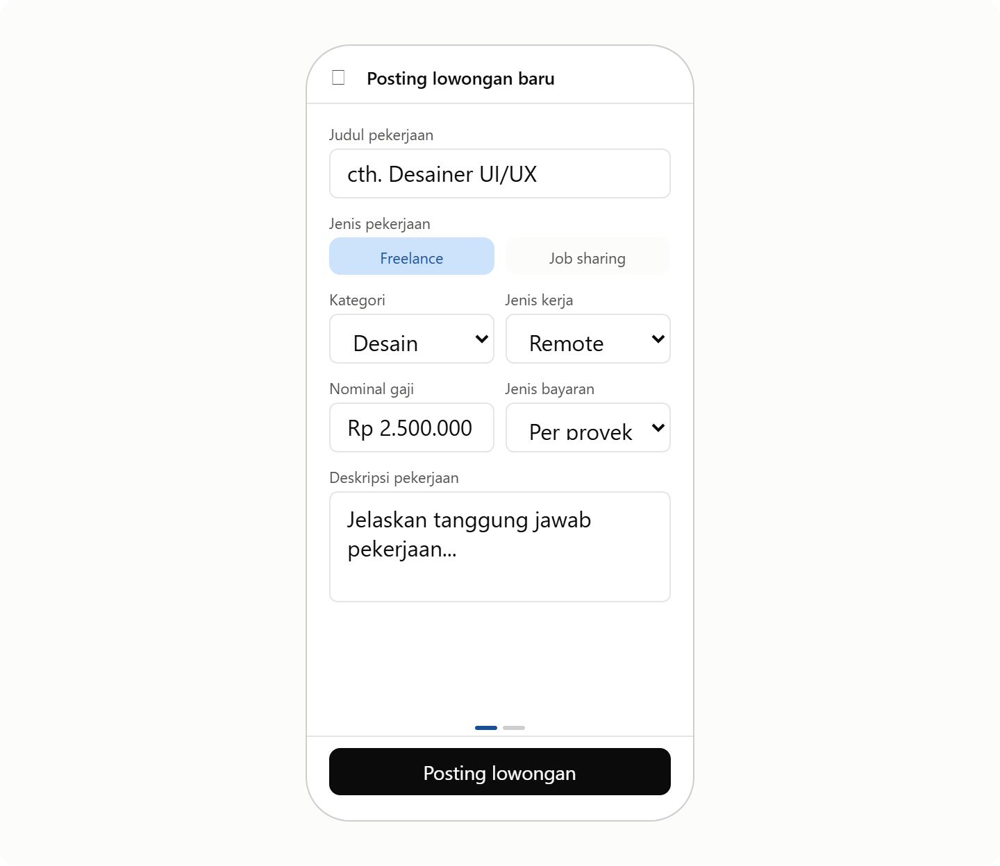 Posting lowongan baru
Judul pekerjaan
cth. Desainer UI/UX
Jenis pekerjaan
Freelance
Job sharing
Kategori
Jenis kerja
Desain
Remote
Nominal gaji
Jenis bayaran
Rp 2.500.000
Per proyek
Deskripsi pekerjaan
Jelaskan tanggung jawab
pekerjaan...
Posting lowongan